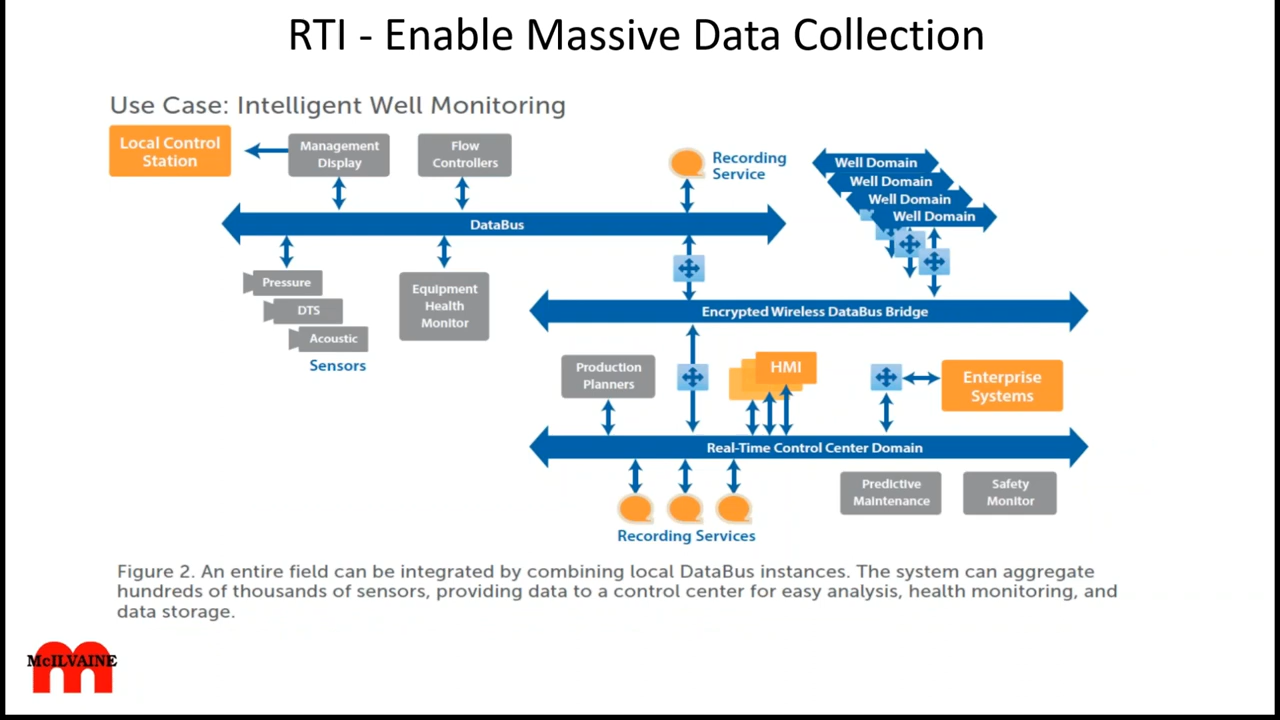 RTI - Enable Massive Data Collection
Use Case: Intelligent Well Monitoring
Local Control
Station
Management
Display
Flow
Controllers
Recording
Service
Well Domain
Well Domain
Well Domain
Well Domain
DataBus
Pressure
DTS
Acoustic
Sensors
Equipment
Health
Monitor
Encrypted Wireless DataBus Bridge
Production
Planners
HMI
Enterprise
Systems
Real-Time Control Center Domain
Recording Services
Predictive
Maintenance
Safety
Monitor
Figure 2. An entire field can be integrated by combining local DataBus instances. The system can aggregate
hundreds of thousands of sensors, providing data to a control center for easy analysis, health monitoring, and
data storage.
McILVAINE